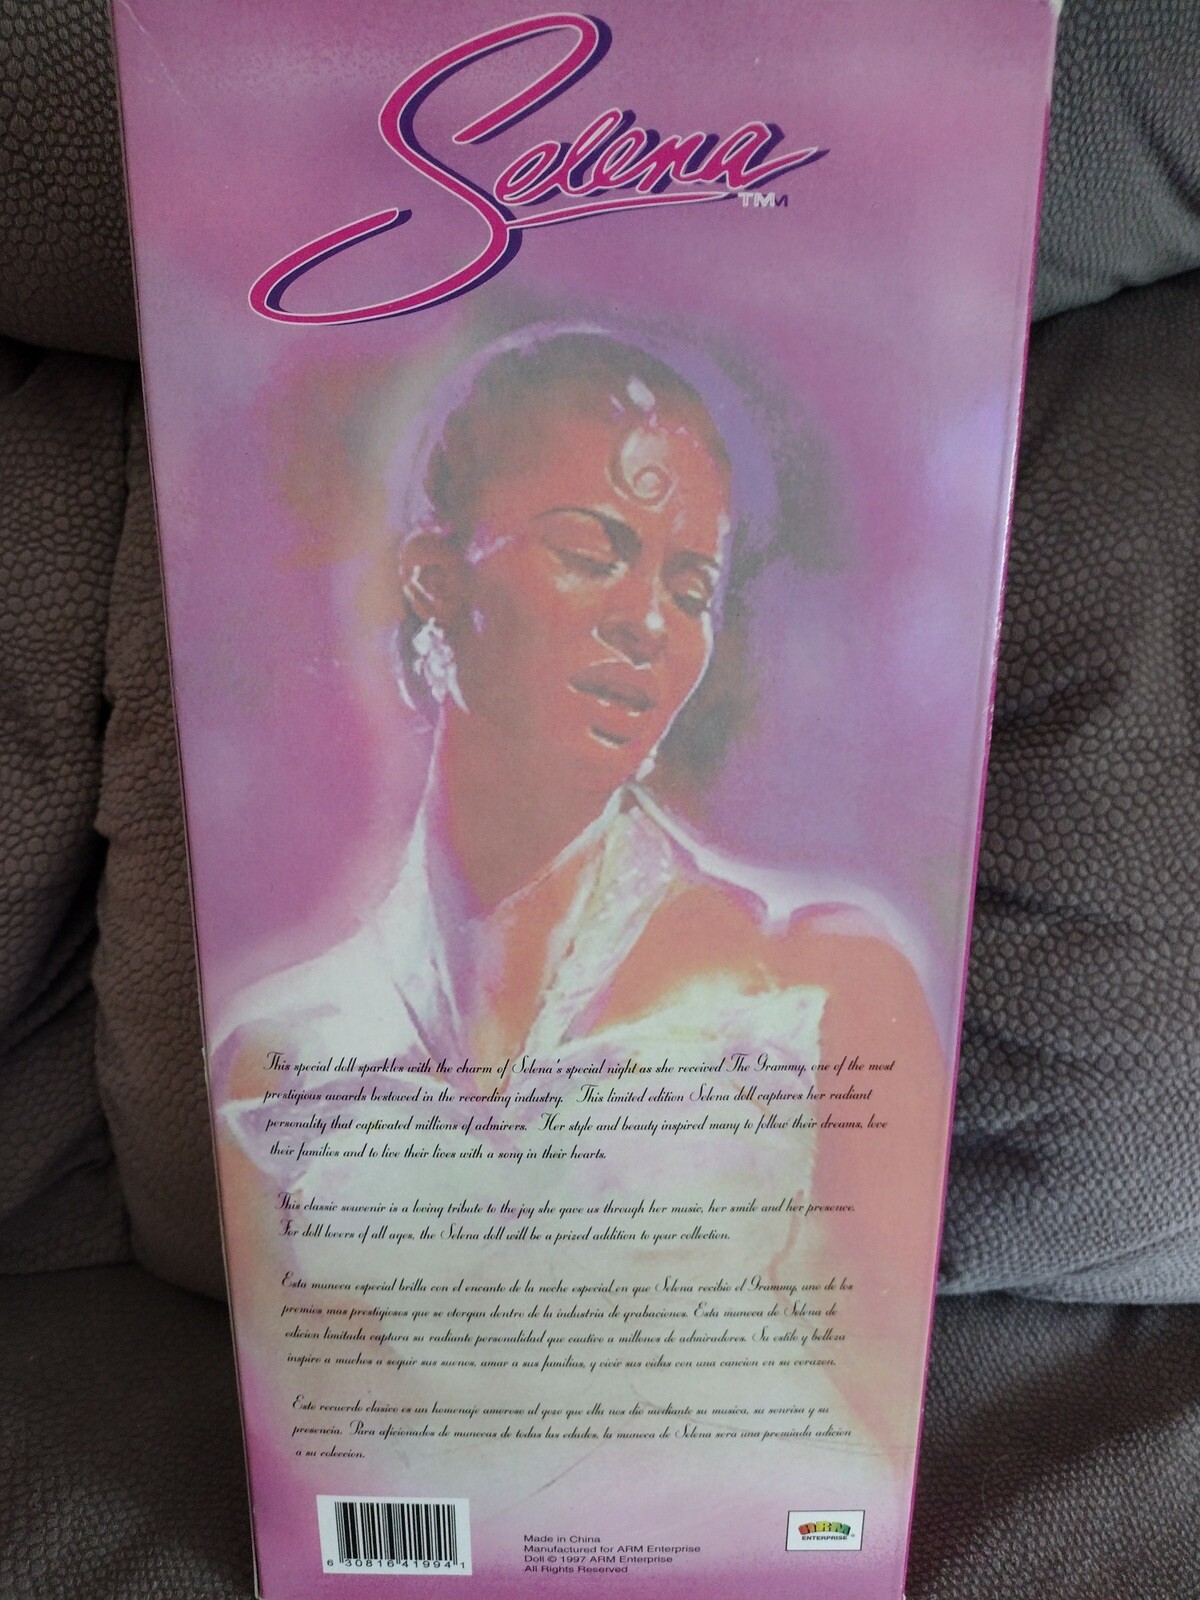 Selena
TM
This special doll sparkles with the charm of Selena's special night as she received The Grammy, one of the most
prestigious awards bestowed in the recording industry. This limited edition Selena doll captures her radiant
personality that captivated millions of admirers. Her style and beauty inspired many to follow their dreams, love
their families and to live their lives with a song in their hearts.
This classic souvenir is a loving tribute to the joy she gave us through her music, her smile and her presence.
For doll lovers of all ages, the Selena doll will be a prized addition to your collection.
Esta muneca especial brilla con el encanto de la noche especial en que Selena recibio el Grammy, uno de los
premios mas prestigiosos que se otorgan dentro de la industria de grabaciones. Esta muneca de Selena de
edicion limitada captura su radiante personalidad que cautivo a millones de admiradores. Su estilo y belleza
inspiro a muchos a seguir sus suenos, amar a sus familias, y vivir sus vidas con una cancion en su corazon.
Este recuerdo clasico es un homenaje amoroso al gozo que ella nos dio mediante su musica, su sonrisa y su
presencia. Para aficionados de munecas de todas las edades, la muneca de Selena sera una premiada adicion
a su coleccion.
6 30816 41994 1
Made in China
Manufactured for ARM Enterprise
Doll © 1997 ARM Enterprise
All Rights Reserved
ARM
ENTERPRISE™